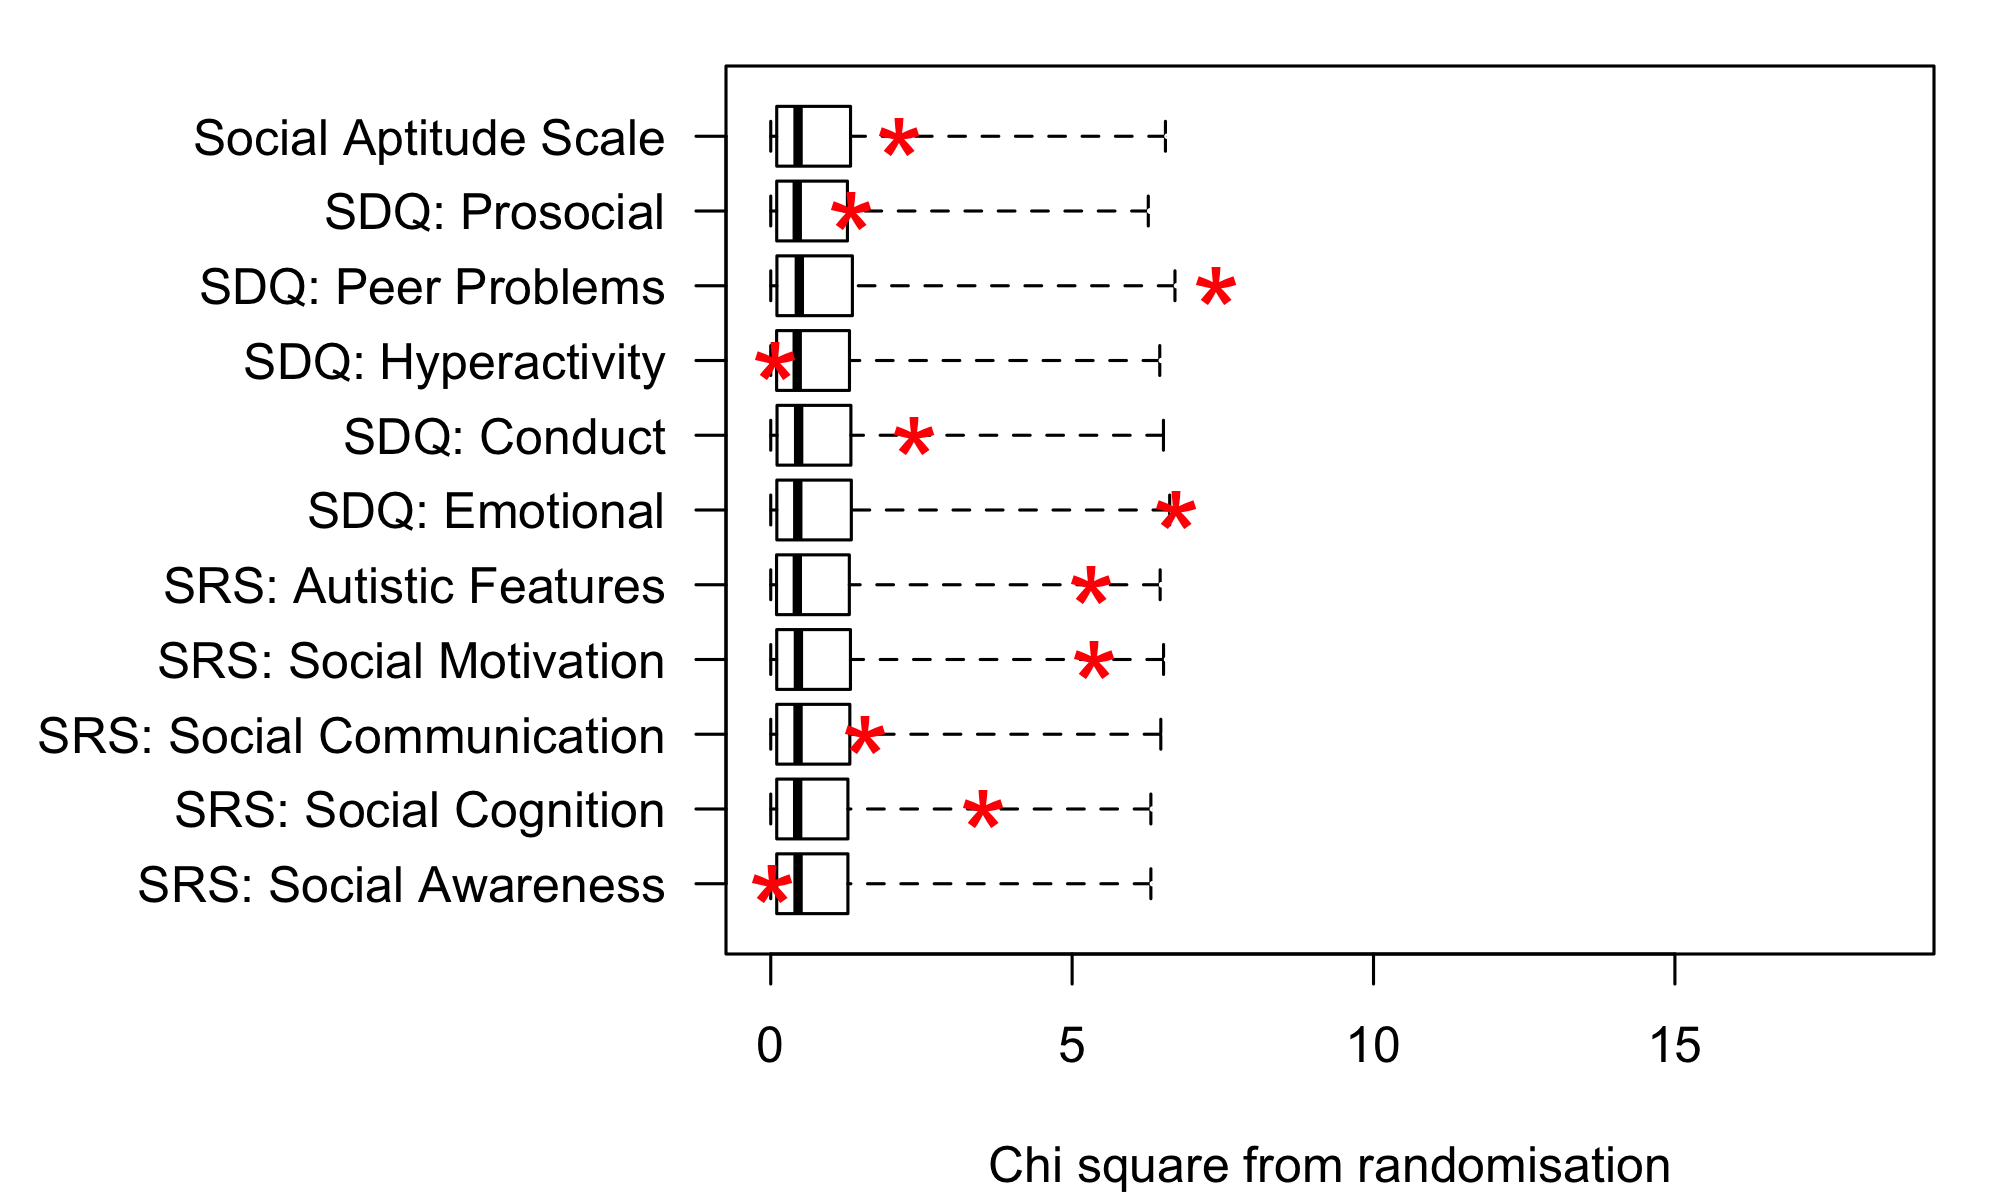 Social Aptitude Scale
SDQ: Prosocial
SDQ: Peer Problems
SDQ: Hyperactivity
SDQ: Conduct
SDQ: Emotional
SRS: Autistic Features
SRS: Social Motivation
SRS: Social Communication
SRS: Social Cognition
SRS: Social Awareness
0 5 10 15
Chi square from randomisation